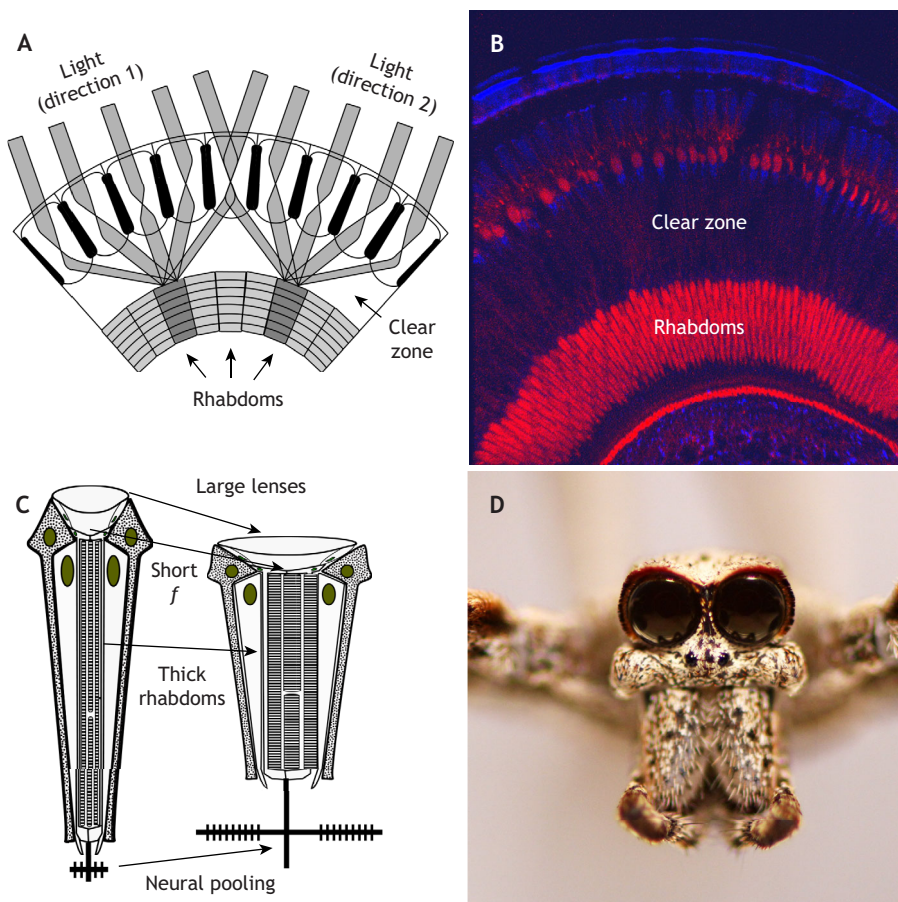 A
Light
(direction 1)
Light
(direction 2)
Clear
zone
Rhabdoms
B
Clear zone
Rhabdoms
C
Large lenses
Short
f
Thick
rhabdoms
Neural pooling
D